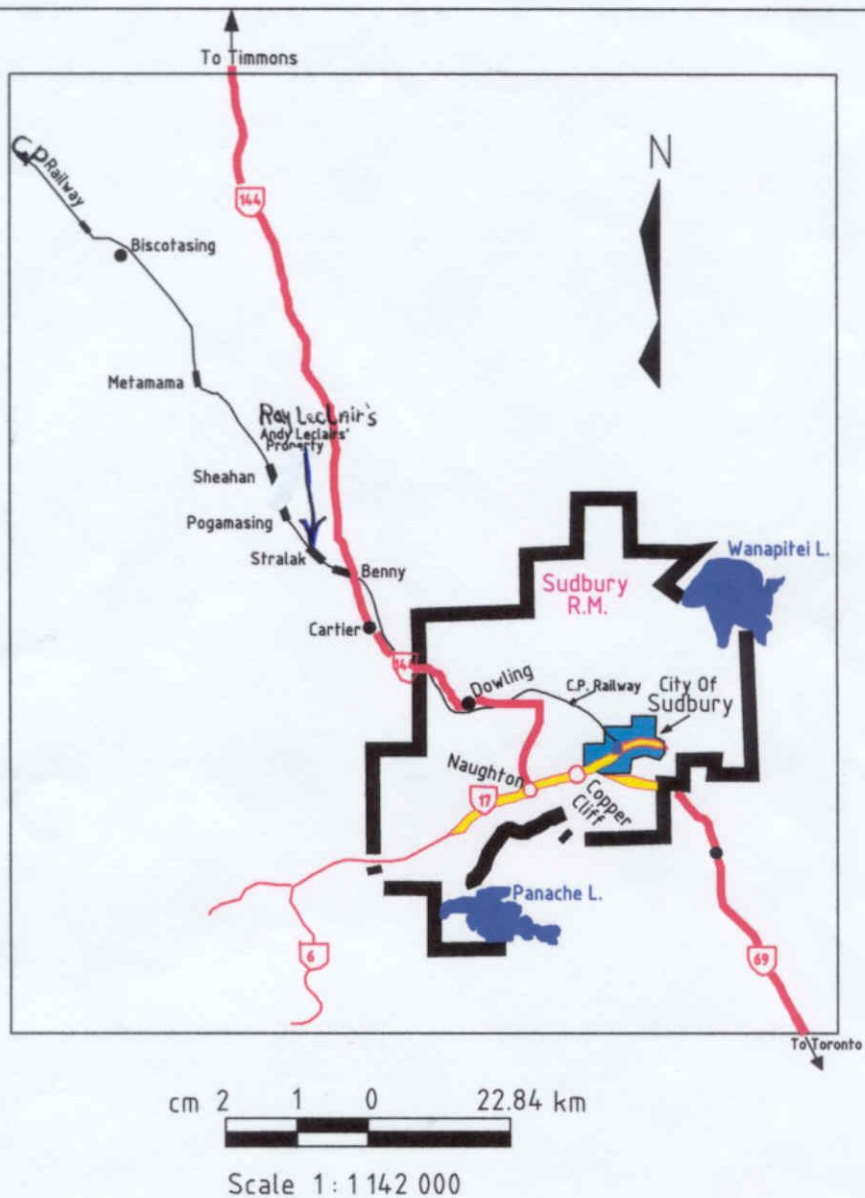 To Timmons
N
CP Railway
144
Biscotasing
Metamama
Ray Leclair's
Andy Leclairs'
Property
Sheahan
Pogamasing
Stralak
Benny
Wanapitei L.
Sudbury
R.M.
Cartier
144
Dowling
C.P. Railway
City Of
Sudbury
Naughton
17
Copper
Cliff
Panache L.
6
69
To Toronto
cm 2 1 0 22.84 km
Scale 1 : 1 142 000